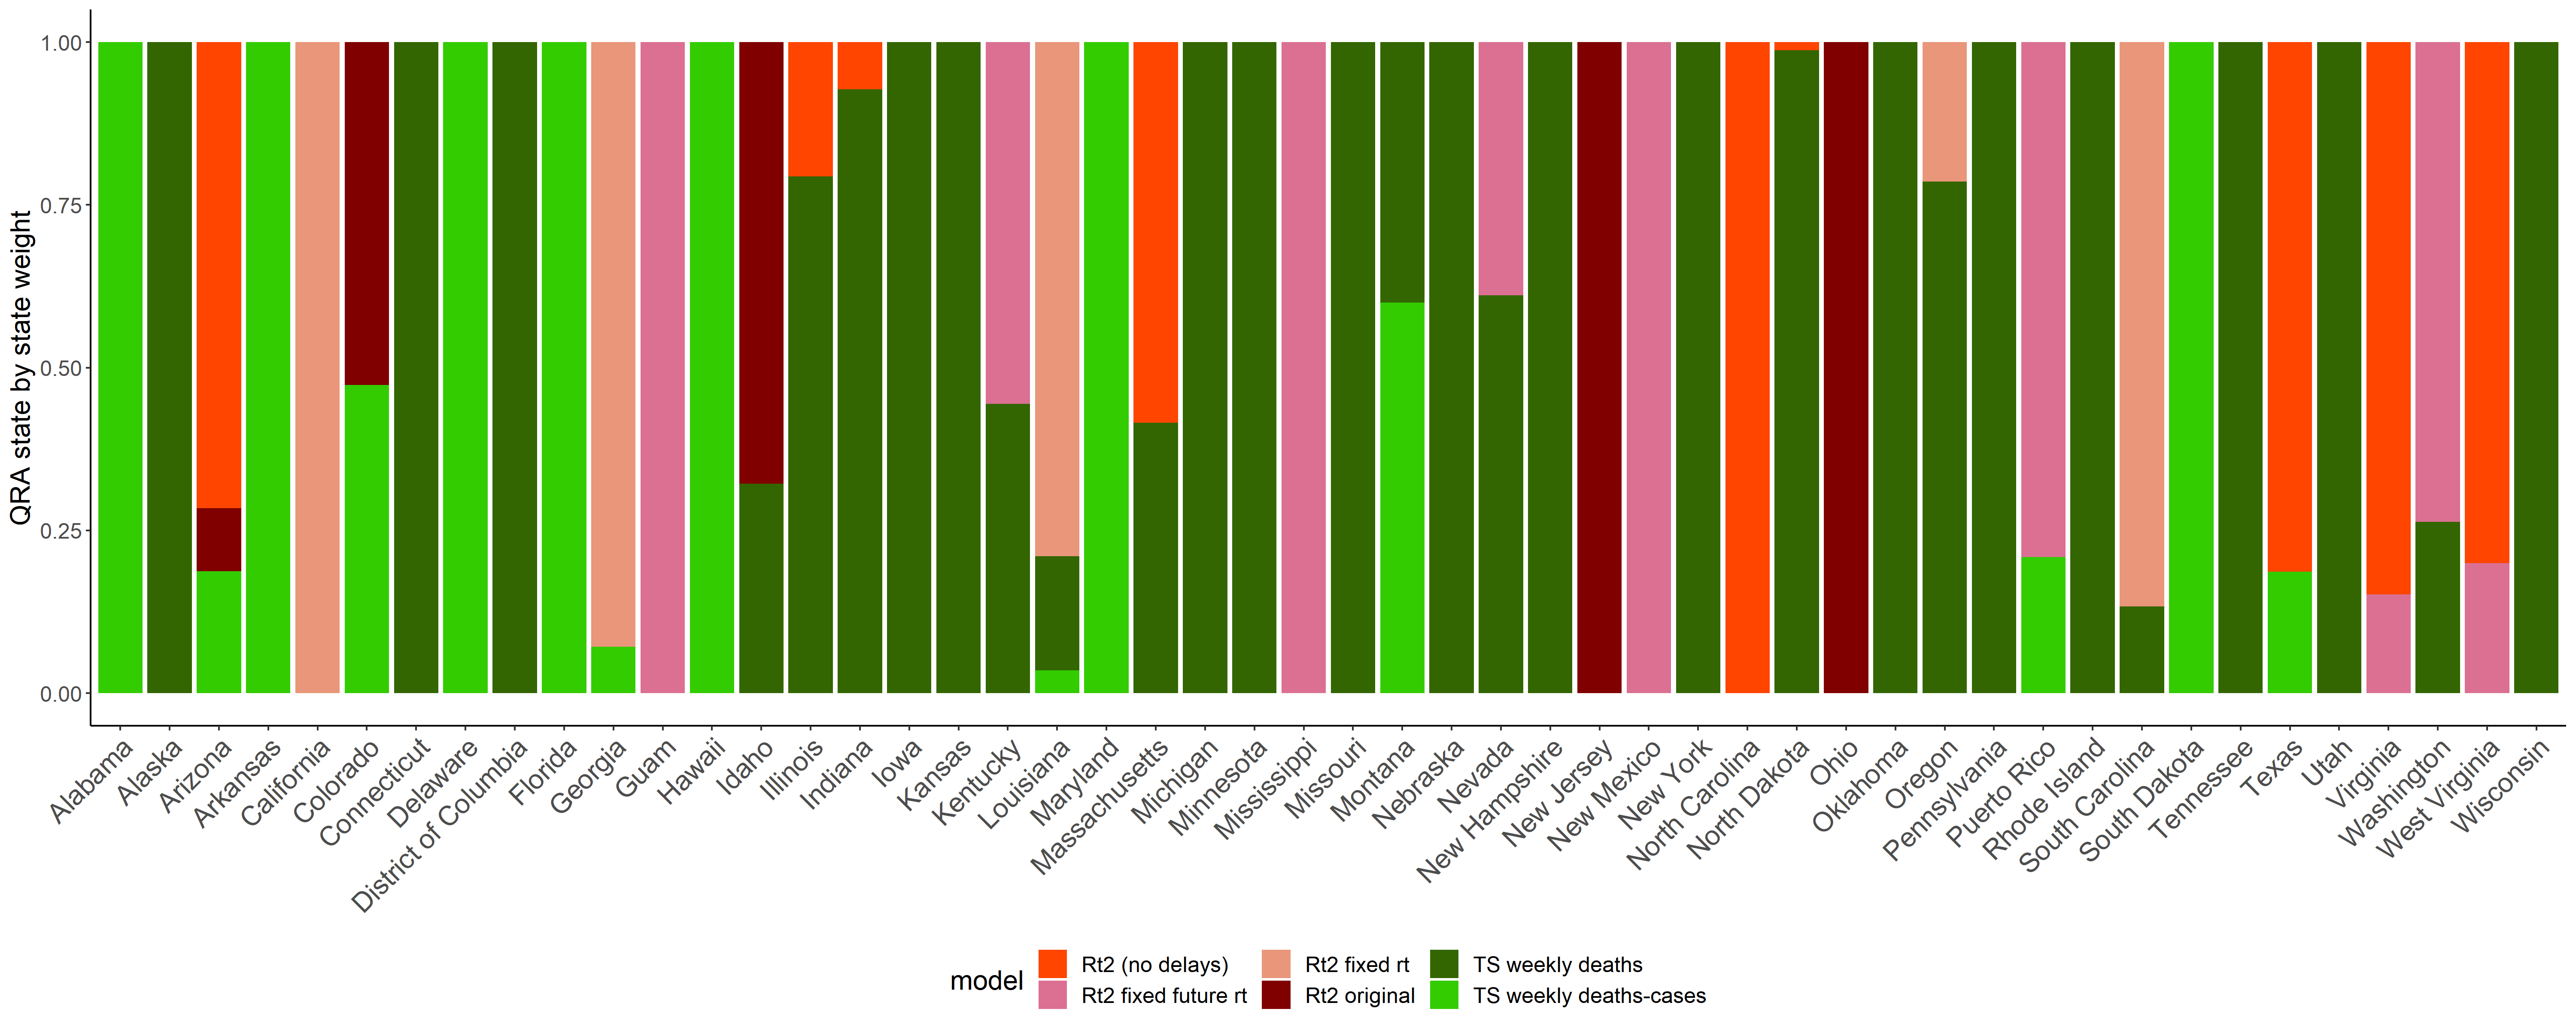 QRA state by state weight
1.00
0.75
0.50
0.25
0.00
Alabama
Alaska
Arizona
Arkansas
California
Colorado
Connecticut
Delaware
District of Columbia
Florida
Georgia
Guam
Hawaii
Idaho
Illinois
Indiana
Iowa
Kansas
Kentucky
Louisiana
Maryland
Massachusetts
Michigan
Minnesota
Mississippi
Missouri
Montana
Nebraska
Nevada
New Hampshire
New Jersey
New Mexico
New York
North Carolina
North Dakota
Ohio
Oklahoma
Oregon
Pennsylvania
Puerto Rico
Rhode Island
South Carolina
South Dakota
Tennessee
Texas
Utah
Virginia
Washington
West Virginia
Wisconsin
model
Rt2 (no delays)
Rt2 fixed future rt
Rt2 fixed rt
Rt2 original
TS weekly deaths
TS weekly deaths-cases